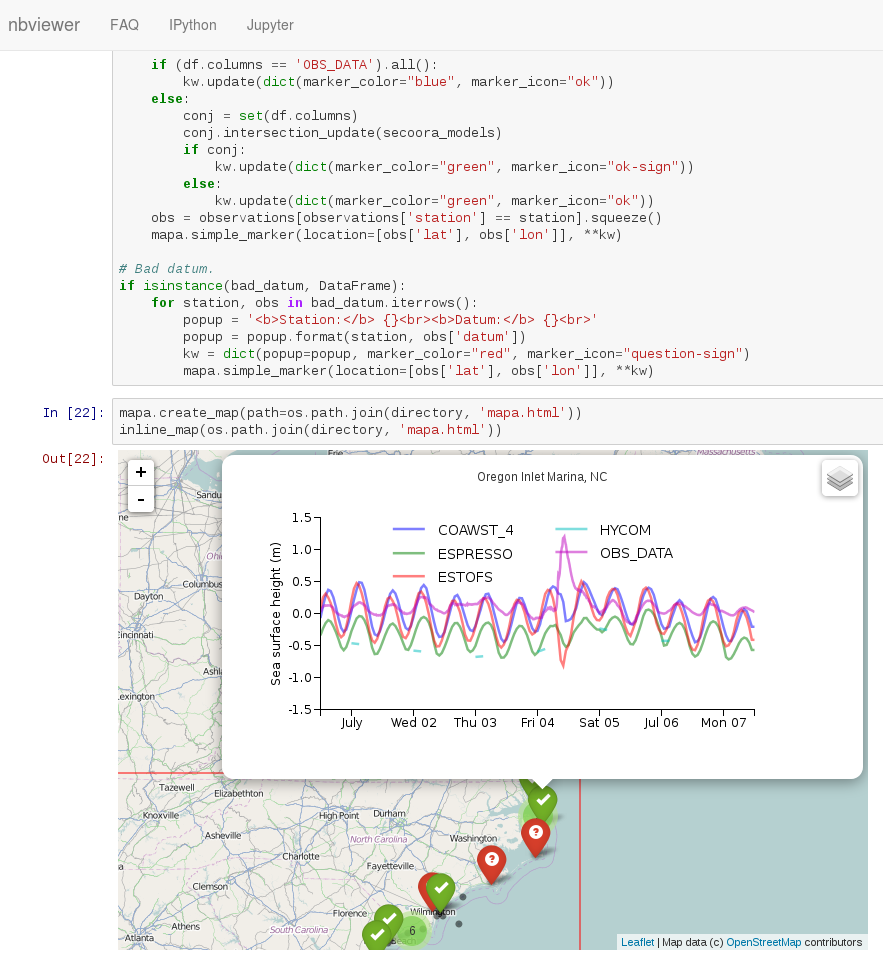 nbviewer FAQ IPython Jupyter
if (df.columns == 'OBS_DATA').all():
kw.update(dict(marker_color="blue", marker_icon="ok"))
else:
conj = set(df.columns)
conj.intersection_update(secoora_models)
if conj:
kw.update(dict(marker_color="green", marker_icon="ok-sign"))
else:
kw.update(dict(marker_color="green", marker_icon="ok"))
obs = observations[observations['station'] == station].squeeze()
mapa.simple_marker(location=[obs['lat'], obs['lon']], **kw)
# Bad datum.
if isinstance(bad_datum, DataFrame):
for station, obs in bad_datum.iterrows():
popup = '<b>Station:</b> {}<br><b>Datum:</b> {}<br>'
popup = popup.format(station, obs['datum'])
kw = dict(popup=popup, marker_color="red", marker_icon="question-sign")
mapa.simple_marker(location=[obs['lat'], obs['lon']], **kw)
In [22]: mapa.create_map(path=os.path.join(directory, 'mapa.html'))
inline_map(os.path.join(directory, 'mapa.html'))
Out[22]:
+
-
Erie
Massachusetts
Sandu
Ohio
Columbus
Dayton
Cincinnati
Ashl
exington
Oregon Inlet Marina, NC
Sea surface height (m)
1.5
1.0
0.5
0.0
-0.5
-1.0
-1.5
COAWST_4
ESPRESSO
ESTOFS
HYCOM
OBS_DATA
July Wed 02 Thu 03 Fri 04 Sat 05 Jul 06 Mon 07
Tazewell
Elizabethton
Knoxville
High Point Durham
Asheville
North Carolina
Washington
Charlotte
Fayetteville
Clemson
Florence
Wilmington
South Carolina
6
Beach
Atlanta
Athens
Leaflet | Map data (c) OpenStreetMap contributors